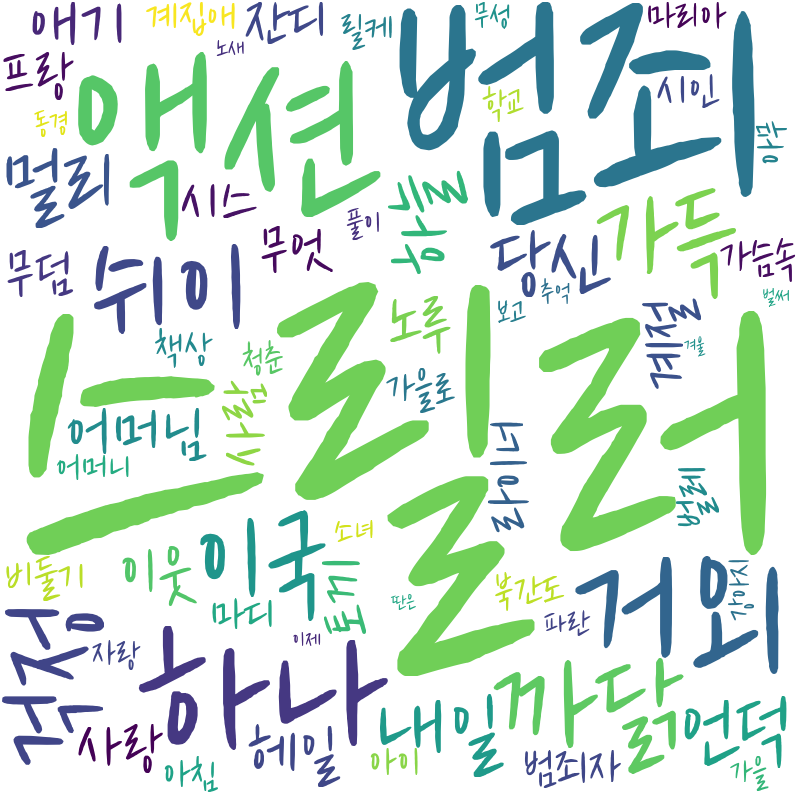 애기
계집애
잔디
릴케
무성
마리아
노새
프랑
액션
범죄
학교
시인
동경
멀리
시스
풀이
무엇
당신
가득
가슴속
무덤
쉬이
추억
보고
벌써
책상
청춘
노루
계절
겨울
스릴러
가을로
어머님
어머니
사람
라이너
별
비둘기
이웃
이국
소녀
마디
토끼
딴은
북간도
파란
거외
걱정
자랑
하나
이제
사랑
헤일
아침
내일
아이
까닭
언덕
범죄자
가을